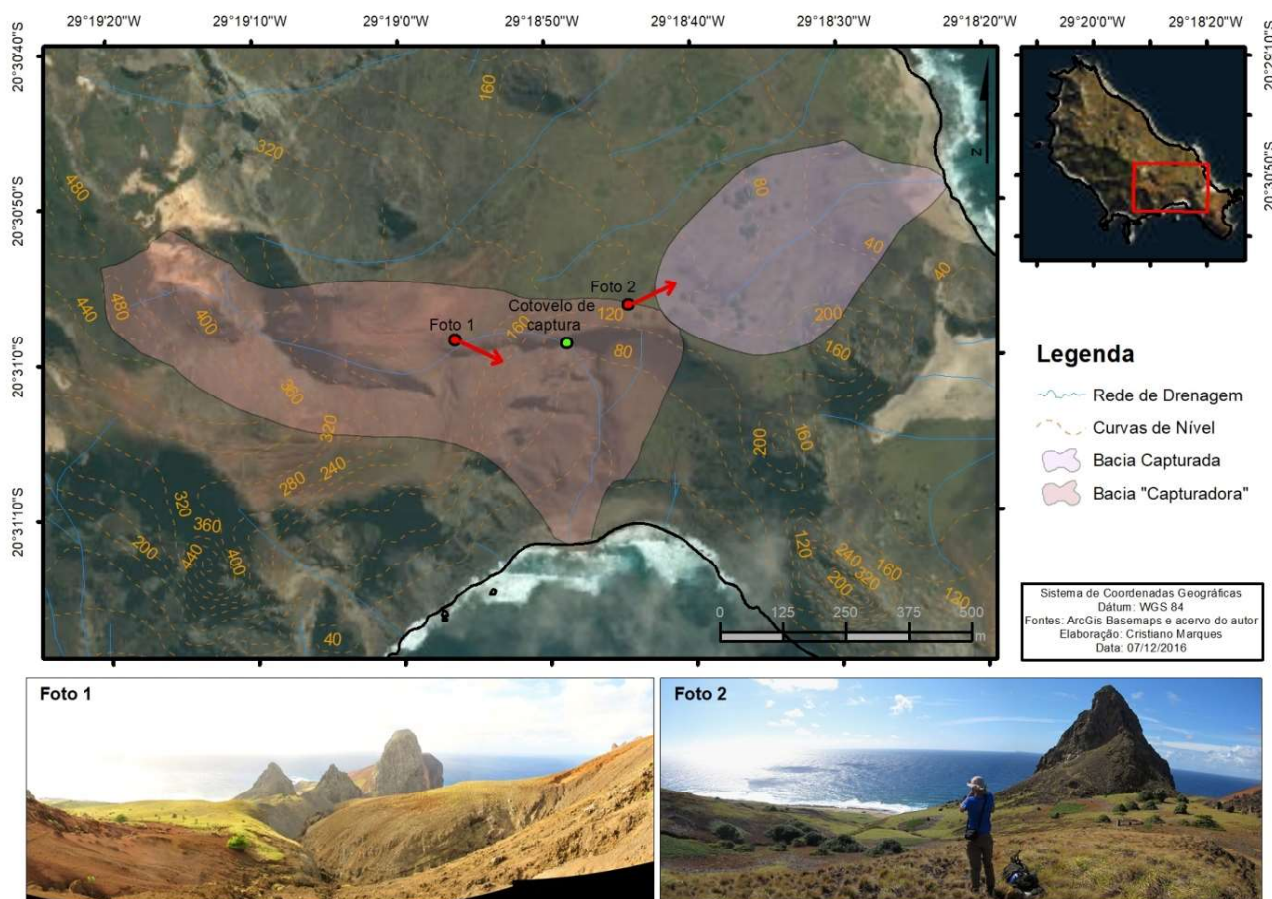 29°19'20"W
29°19'10"W
29°19'0"W
29°18'50"W
29°18'40"W
29°18'30"W
29°18'20"W
29°20'0"W
29°18'20"W
20°30'40"S
20°30'50"S
20°31'0"S
20°31'10"S
20°29'10"S
20°30'50"S
480
320
160
440
480
400
360
320
280
240
320
360
200
440
400
40
Foto 1
Cotovelo de
captura
Foto 2
160
120
80
80
40
40
200
160
200
160
120
240
320
200
160
120
N
0 125 250 375 500
m
Legenda
Rede de Drenagem
Curvas de Nível
Bacia Capturada
Bacia "Capturadora"
Sistema de Coordenadas Geográficas
Dátum: WGS 84
Fontes: ArcGis Basemaps e acervo do autor
Elaboração: Cristiano Marques
Data: 07/12/2016
Foto 1
Foto 2